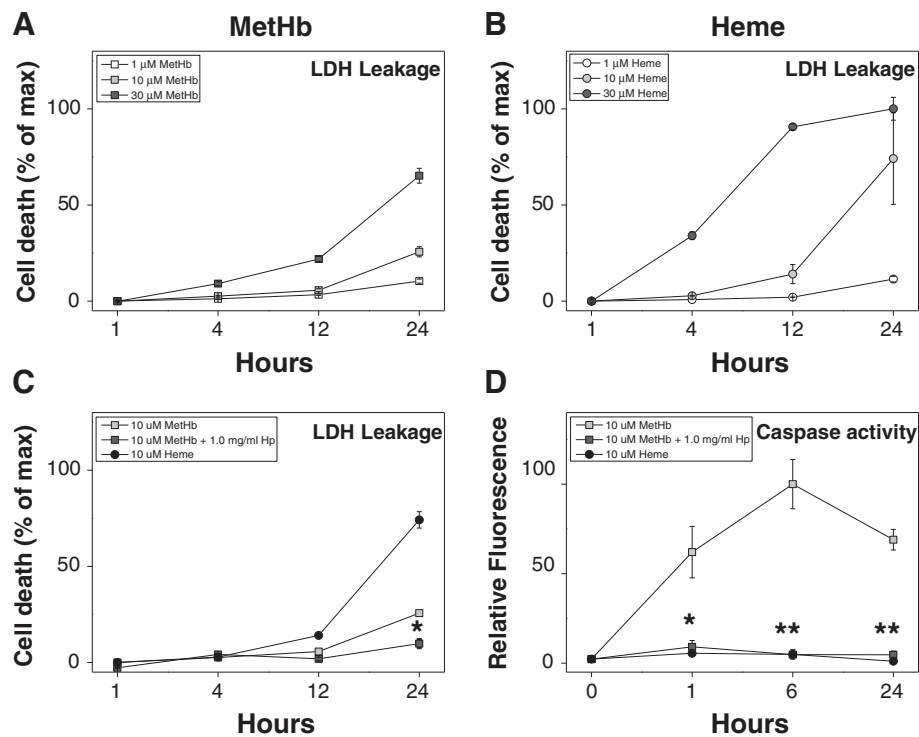 A
MetHb
1 µM MetHb
10 µM MetHb
30 µM MetHb
LDH Leakage
Cell death (% of max)
100
50
0
1 4 12 24
Hours
B
Heme
1 µM Heme
10 µM Heme
30 µM Heme
LDH Leakage
Cell death (% of max)
100
50
0
1 4 12 24
Hours
C
10 uM MetHb
10 uM MetHb + 1.0 mg/ml Hp
10 uM Heme
LDH Leakage
Cell death (% of max)
100
50
0
*
1 4 12 24
Hours
D
10 uM MetHb
10 uM MetHb + 1.0mg/ml Hp
10 uM Heme
Caspase activity
Relative Fluorescence
100
50
0
* ** **
0 1 6 24
Hours